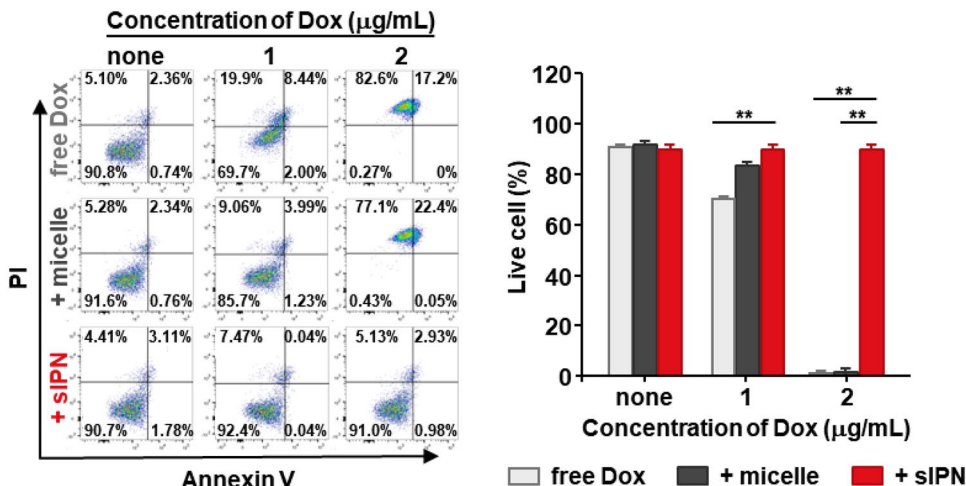 Concentration of Dox (μg/mL)
none 1 2
5.10% 2.36% 19.9% 8.44% 82.6% 17.2%
free Dox
90.8% 0.74% 69.7% 2.00% 0.27% 0%
5.28% 2.34% 9.06% 3.99% 77.1% 22.4%
+ micelle
91.6% 0.76% 85.7% 1.23% 0.43% 0.05%
4.41% 3.11% 7.47% 0.04% 5.13% 2.93%
+ sIPN
90.7% 1.78% 92.4% 0.04% 91.0% 0.98%
PI
Annexin V
120
100
80
60
40
20
0
Live cell (%)
**
**
**
none 1 2
Concentration of Dox (μg/mL)
free Dox + micelle + sIPN